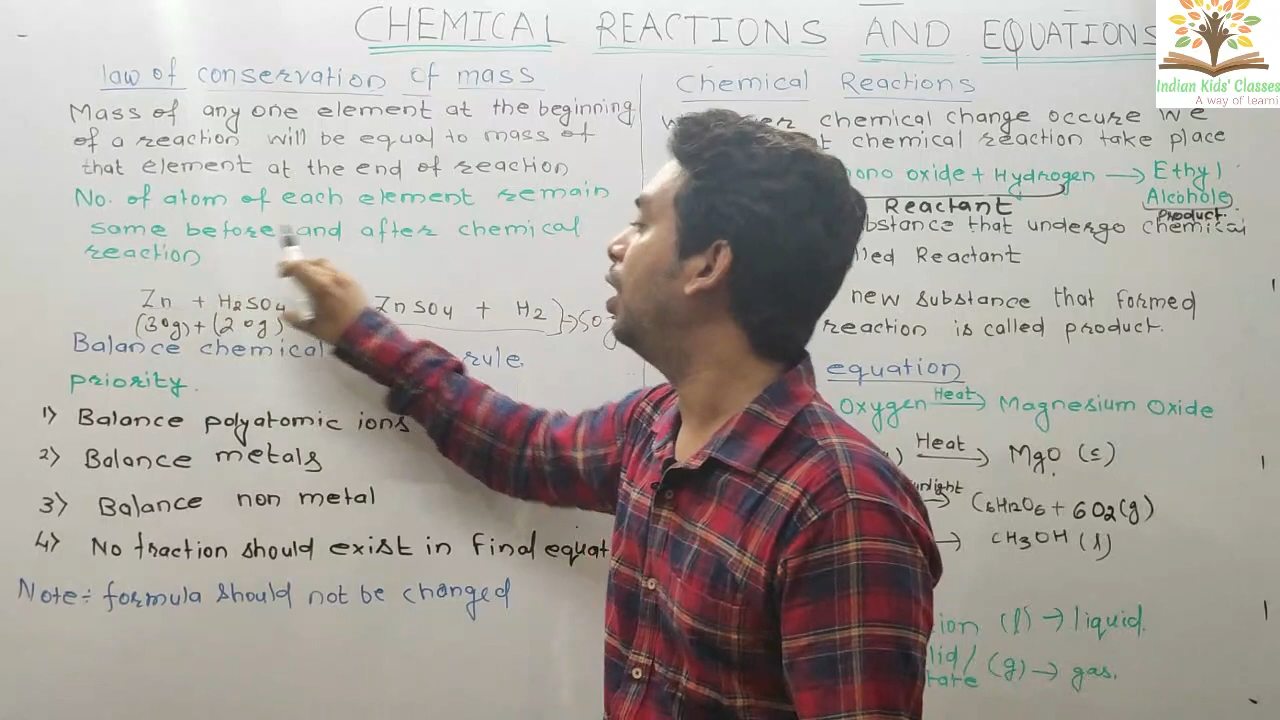 CHEMICAL REACTIONS AND EQUATIONS
Indian Kids' Classes
A way of learni
law of conservation of mass
Mass of any one element at the beginning
of a reaction will be equal to mass of
that element at the end of reaction
No. of atom of each element remain
same before and after chemical
reaction
Zn + H2SO4 ZnSO4 + H2
(30g) + (20g)
Balance chemical rule
priority.
1) Balance polyatomic ions
2) Balance metals
3) Balance non metal
4) No fraction should exist in final equat
Note:- formula should not be changed
Chemical Reactions
chemical change occure we
chemical reaction take place
mono oxide + Hydrogen → Ethyl
Alcohole
Reactant Product.
bstance that undergo chemical
lled Reactant
new substance that formed
reaction is called product.
equation
Oxygen Heat → Magnesium Oxide
Heat → MgO (s)
C6H12O6 + 6O2(g)
→ CH3OH (l)
tion (l) → liquid.
lid/ (g) → gas.
tate